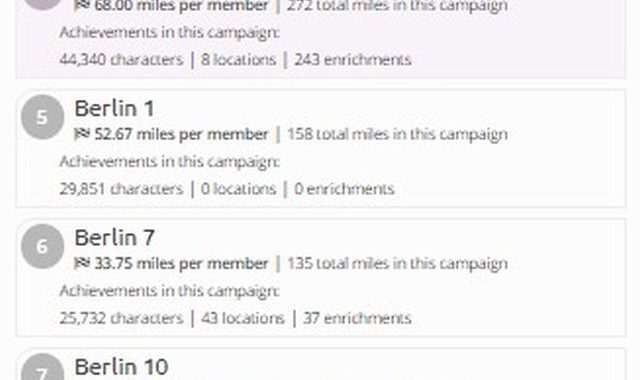 68.00 miles per member | 272 total miles in this campaign
Achievements in this campaign:
44,340 characters | 8 locations | 243 enrichments
5
Berlin 1
52.67 miles per member | 158 total miles in this campaign
Achievements in this campaign:
29,851 characters | 0 locations | 0 enrichments
6
Berlin 7
33.75 miles per member | 135 total miles in this campaign
Achievements in this campaign:
25,732 characters | 43 locations | 37 enrichments
7
Berlin 10